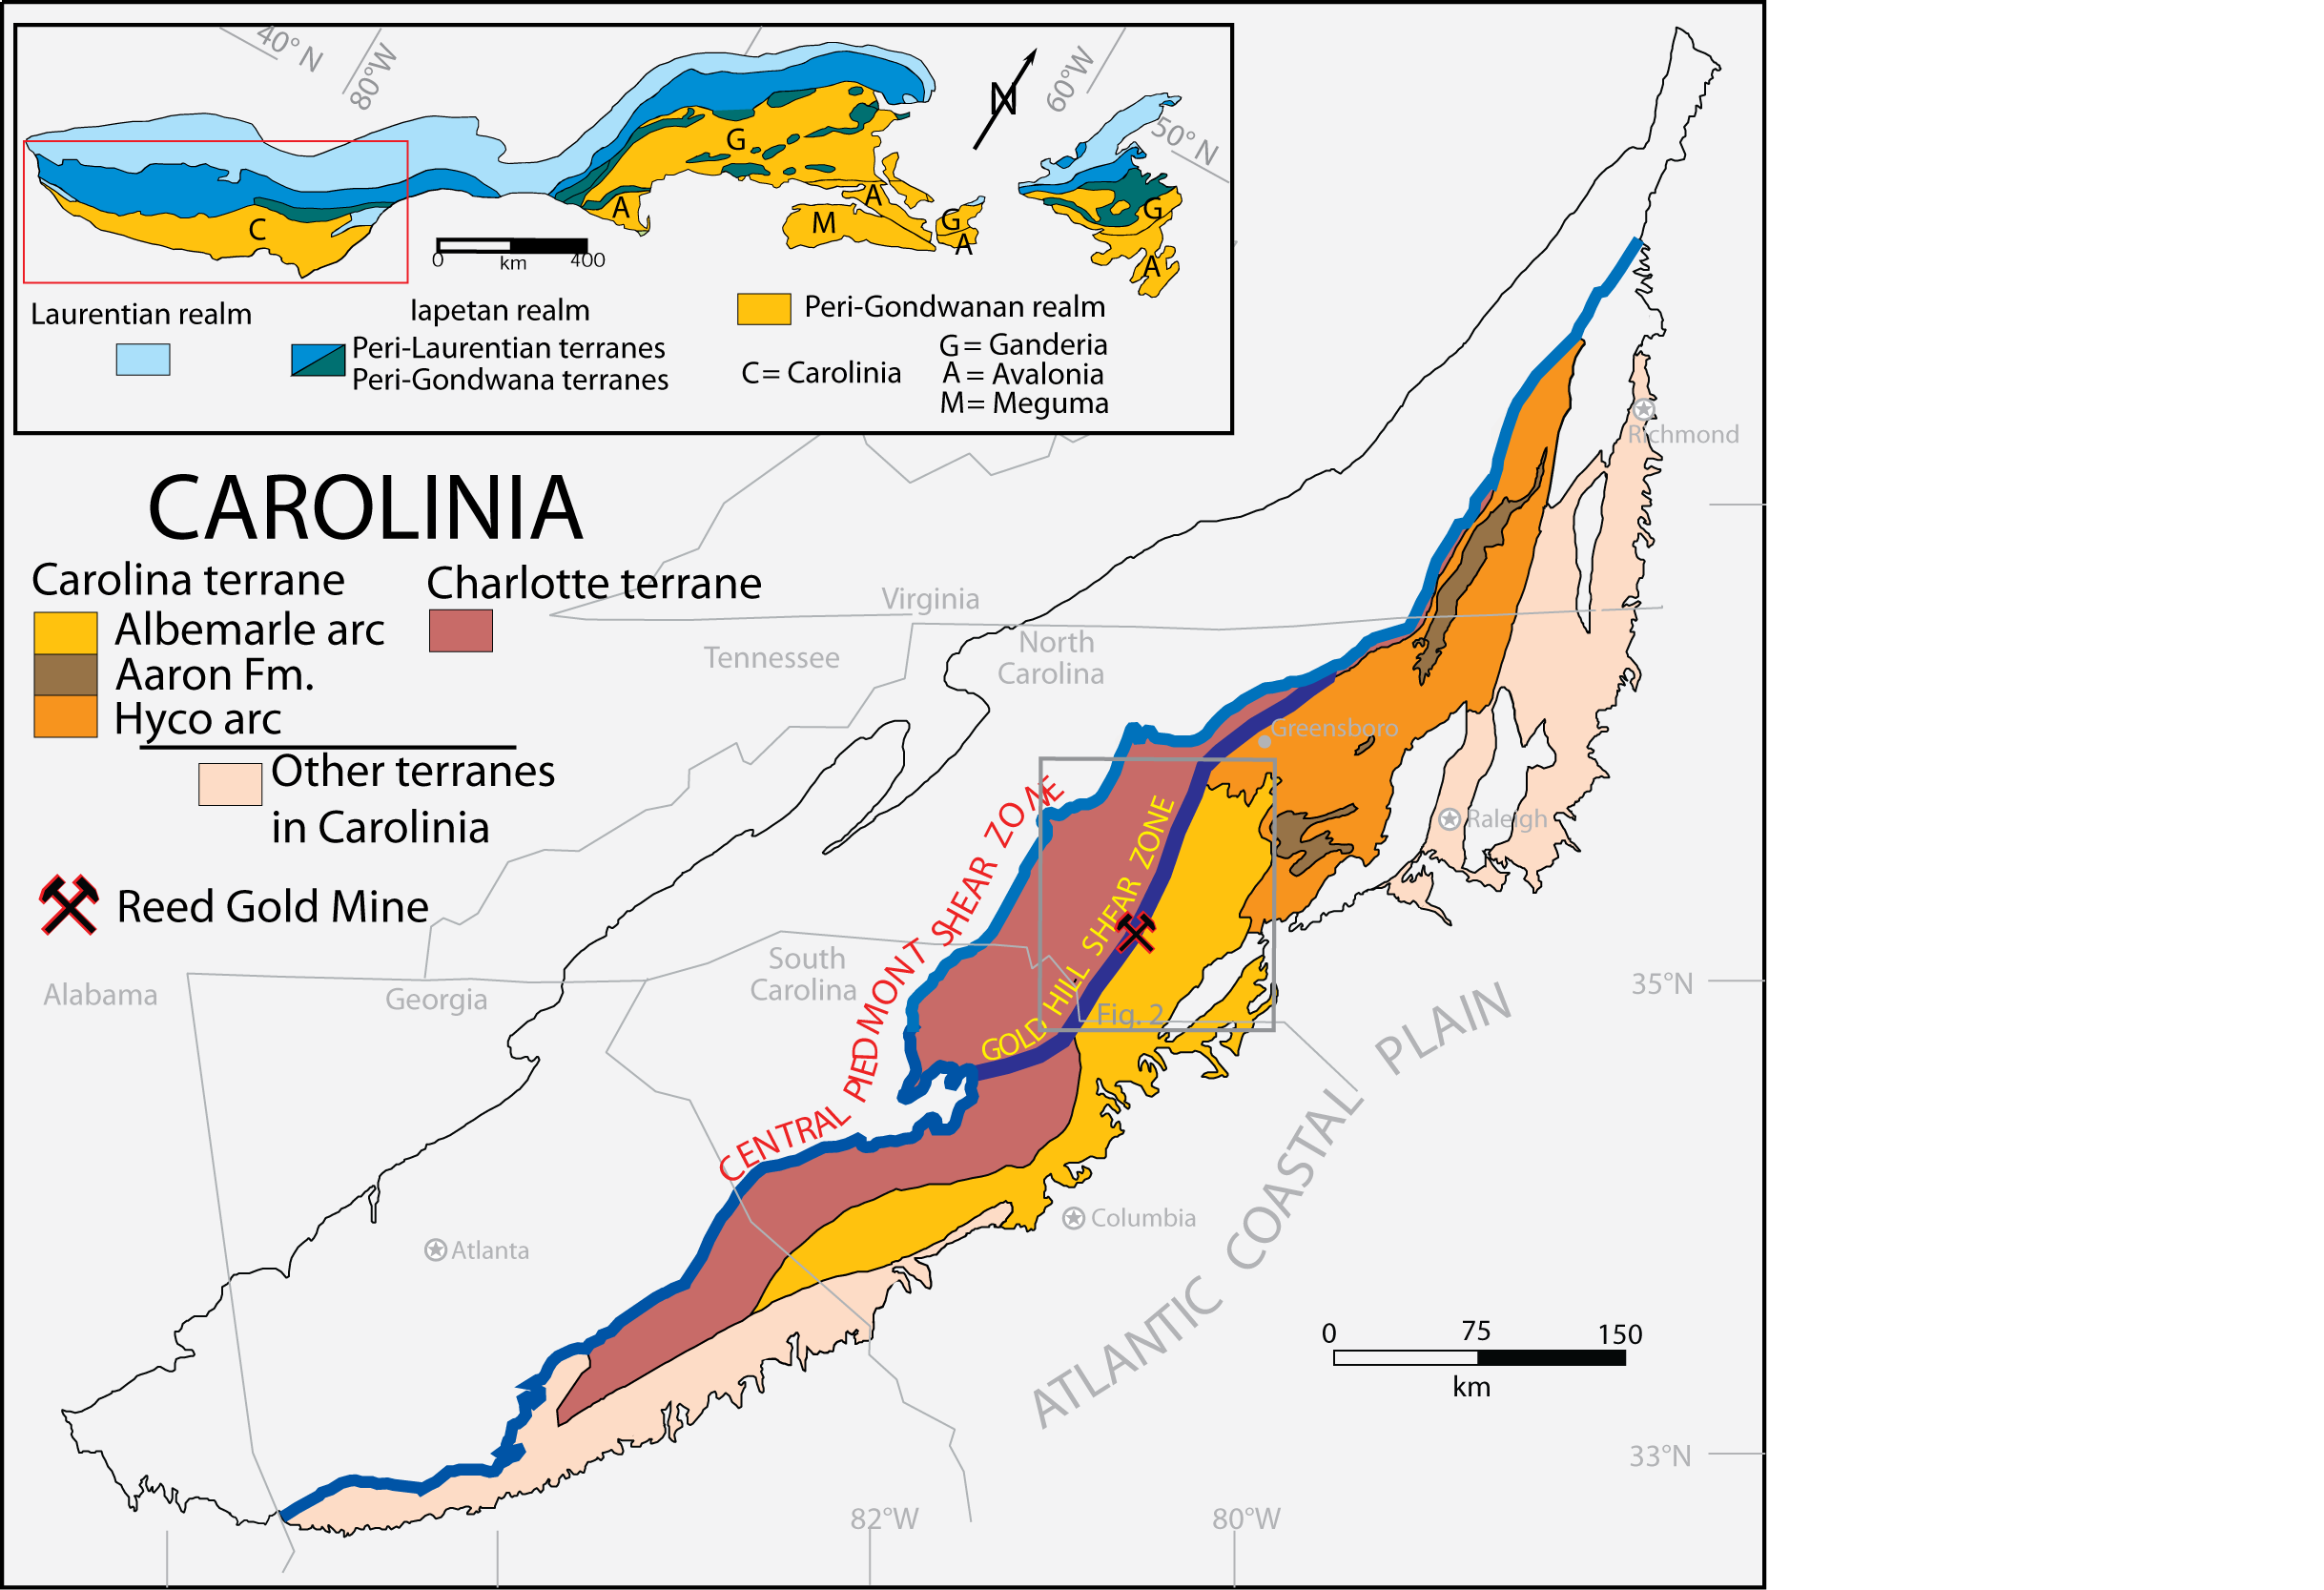 40° N
80°W
60°W
50° N
N
G
A
A
M
G
A
G
A
C
0
km
400
Laurentian realm
Iapetan realm
Peri-Laurentian terranes
Peri-Gondwana terranes
Peri-Gondwanan realm
C = Carolinia
G = Ganderia
A = Avalonia
M = Meguma
CAROLINIA
Carolina terrane
Albemarle arc
Aaron Fm.
Hyco arc
Charlotte terrane
Other terranes
in Carolinia
Reed Gold Mine
Richmond
Virginia
Tennessee
North
Carolina
Greensboro
Raleigh
CENTRAL PIEDMONT SHEAR ZONE
GOLD HILL SHEAR ZONE
Fig. 2
South
Carolina
Alabama
Georgia
35°N
ATLANTIC COASTAL PLAIN
Columbia
Atlanta
0
75
150
km
33°N
82°W
80°W